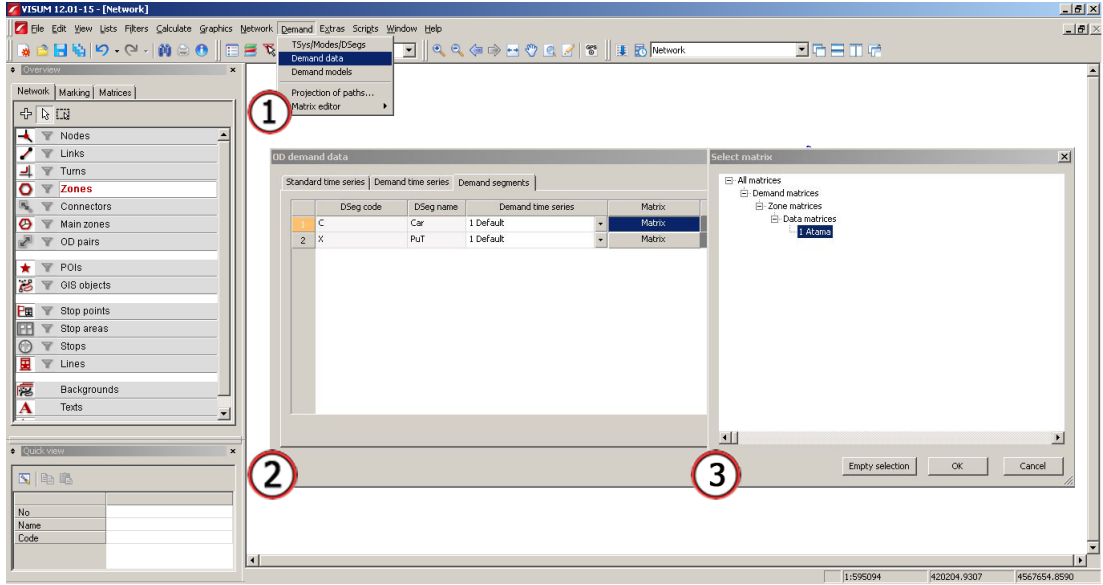 VISUM 12.01-15 - [Network]
File Edit View Lists Filters Calculate Graphics Network Demand Extras Scripts Window Help
Network
TSys/Modes/DSegs
Demand data
Demand models
Projection of paths...
Matrix editor
1
Overview
Network Marking Matrices
Nodes
Links
Turns
Zones
Connectors
Main zones
OD pairs
POIs
GIS objects
Stop points
Stop areas
Stops
Lines
Backgrounds
Texts
Quick view
No
Name
Code
OD demand data
Standard time series Demand time series Demand segments
DSeg code DSeg name Demand time series Matrix
1 C Car 1 Default Matrix
2 X PuT 1 Default Matrix
2
Select matrix
All matrices
Demand matrices
Zone matrices
Data matrices
1 Atama
Empty selection OK Cancel
3
1:595094 420204.9307 4567654.8590